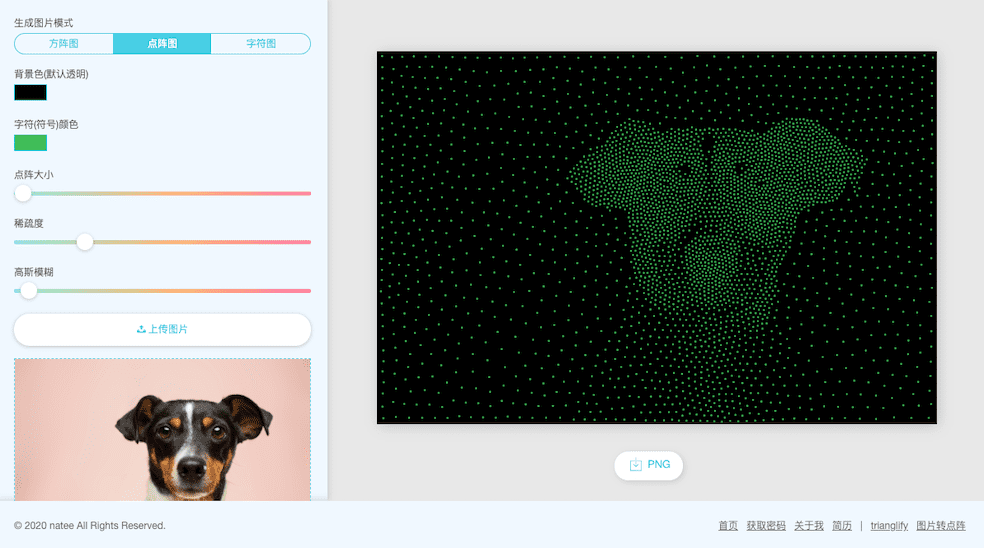 生成图片模式
方阵图 点阵图 字符图
背景色(默认透明)
字符(符号)颜色
点阵大小
稀疏度
高斯模糊
上传图片
PNG
© 2020 natee All Rights Reserved.
首页 获取密码 关于我 简历 | trianglify 图片转点阵